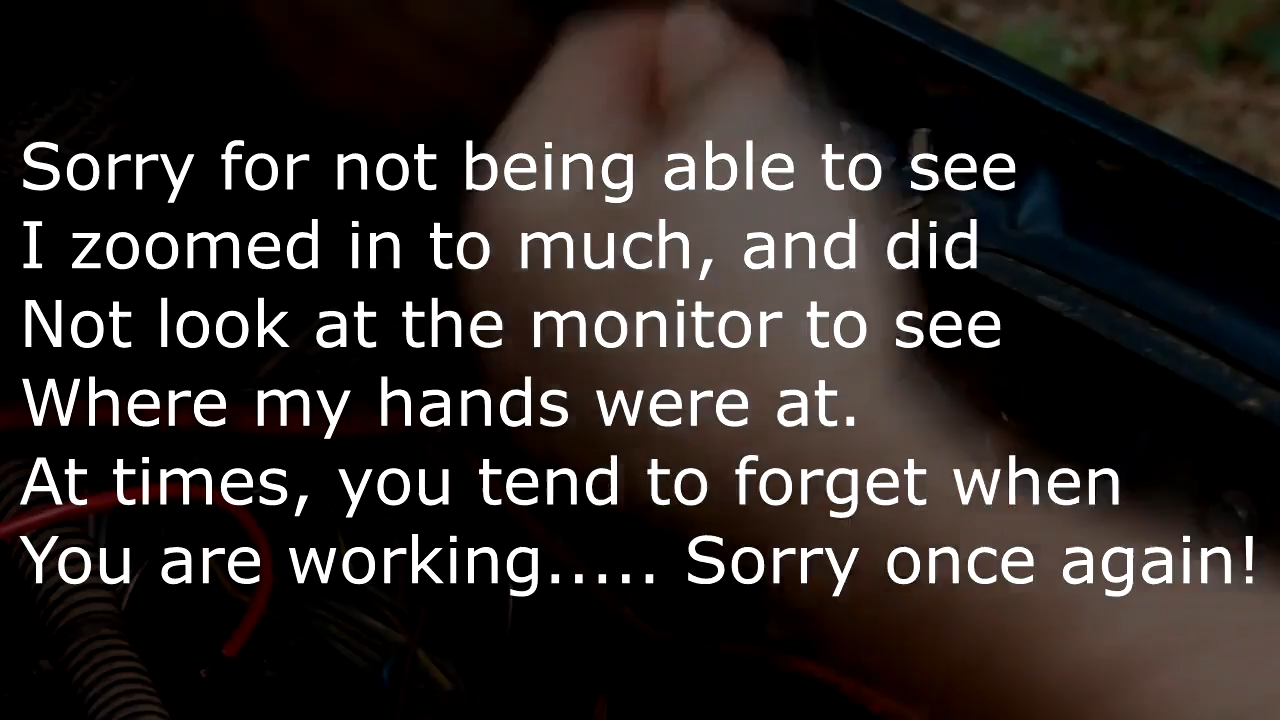 Sorry for not being able to see
I zoomed in to much, and did
Not look at the monitor to see
Where my hands were at.
At times, you tend to forget when
You are working..... Sorry once again!